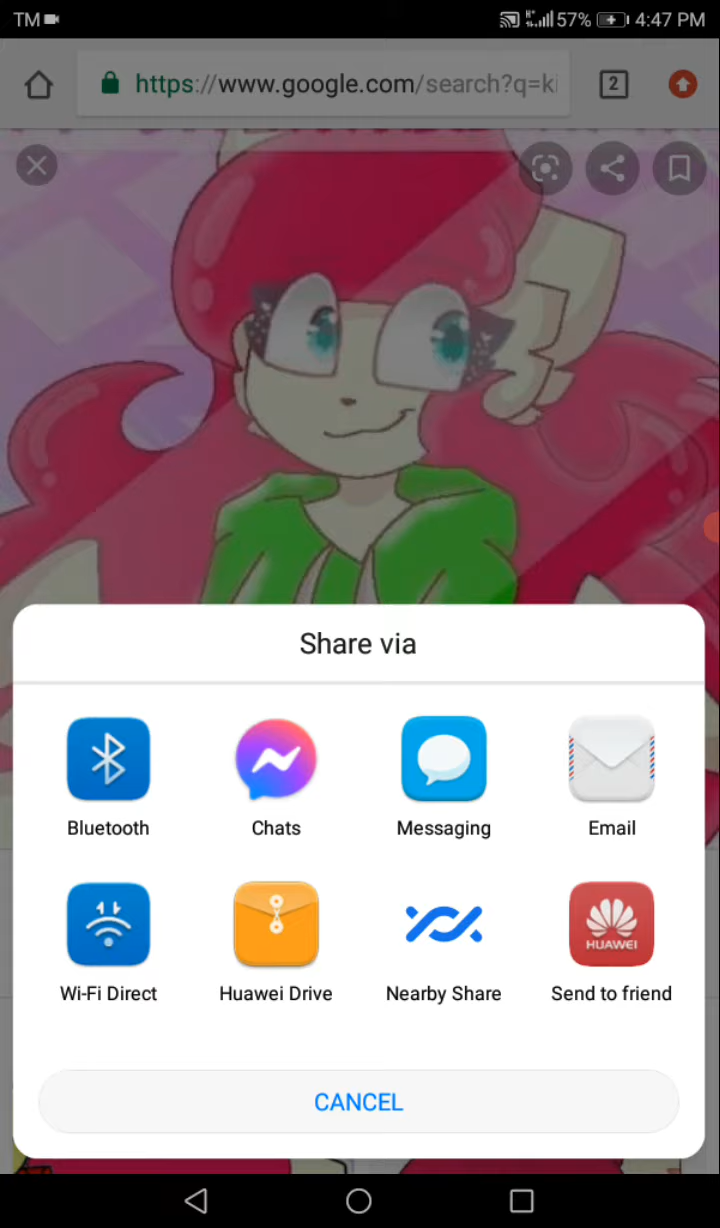 TM 57% 4:47 PM
https://www.google.com/search?q=ki
2
Share via
Bluetooth Chats Messaging Email
HUAWEI
Wi-Fi Direct Huawei Drive Nearby Share Send to friend
CANCEL